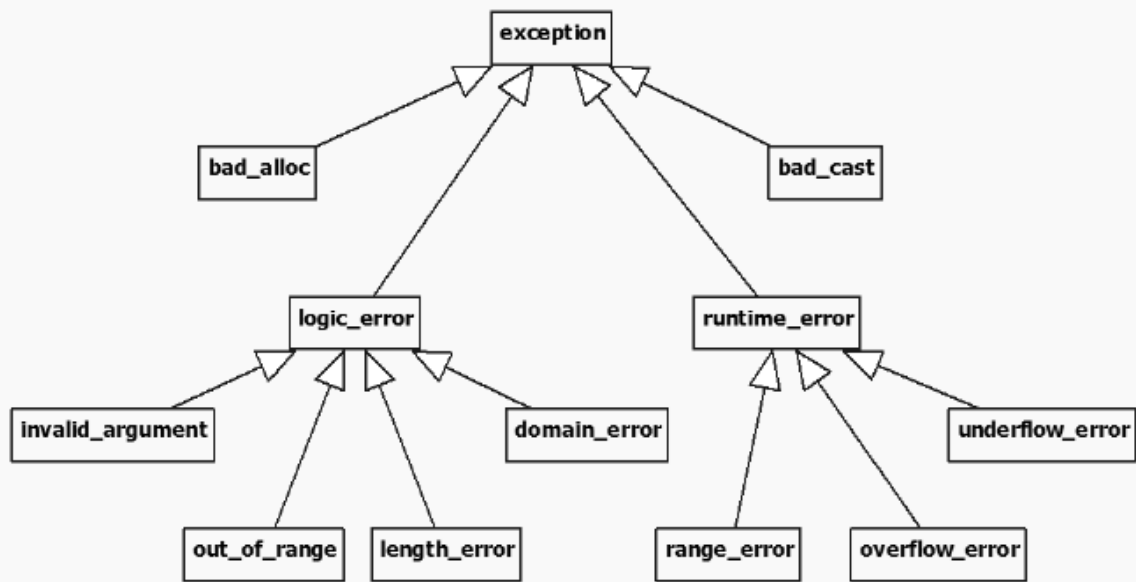 exception
bad_alloc
bad_cast
logic_error
runtime_error
invalid_argument
domain_error
underflow_error
out_of_range
length_error
range_error
overflow_error